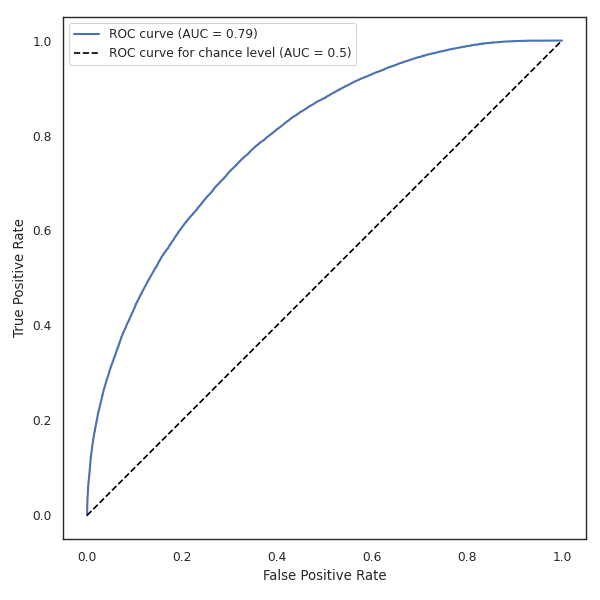 ROC curve (AUC = 0.79)
ROC curve for chance level (AUC = 0.5)
True Positive Rate
1.0
0.8
0.6
0.4
0.2
0.0
0.0 0.2 0.4 0.6 0.8 1.0
False Positive Rate